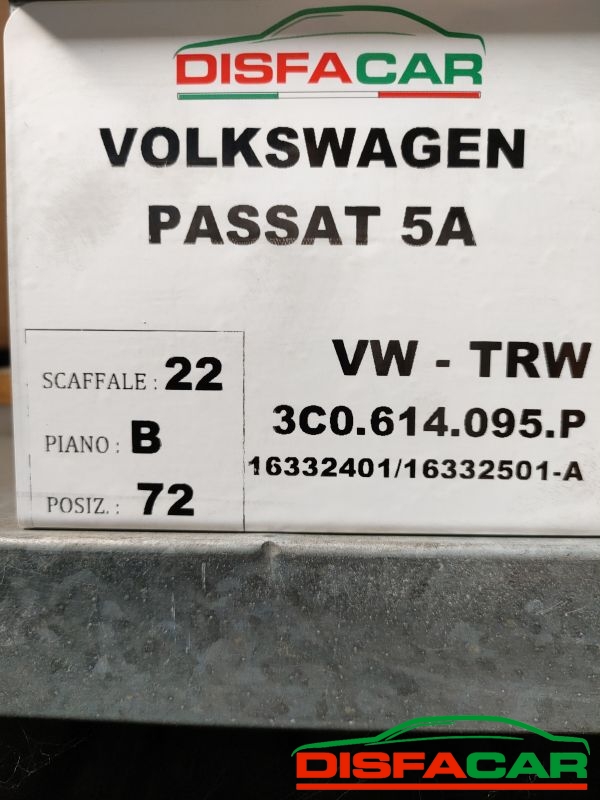 DISFACAR
VOLKSWAGEN
PASSAT 5A
SCAFFALE : 22
PIANO : B
POSIZ. : 72
VW - TRW
3C0.614.095.P
16332401/16332501-A
DISFACAR